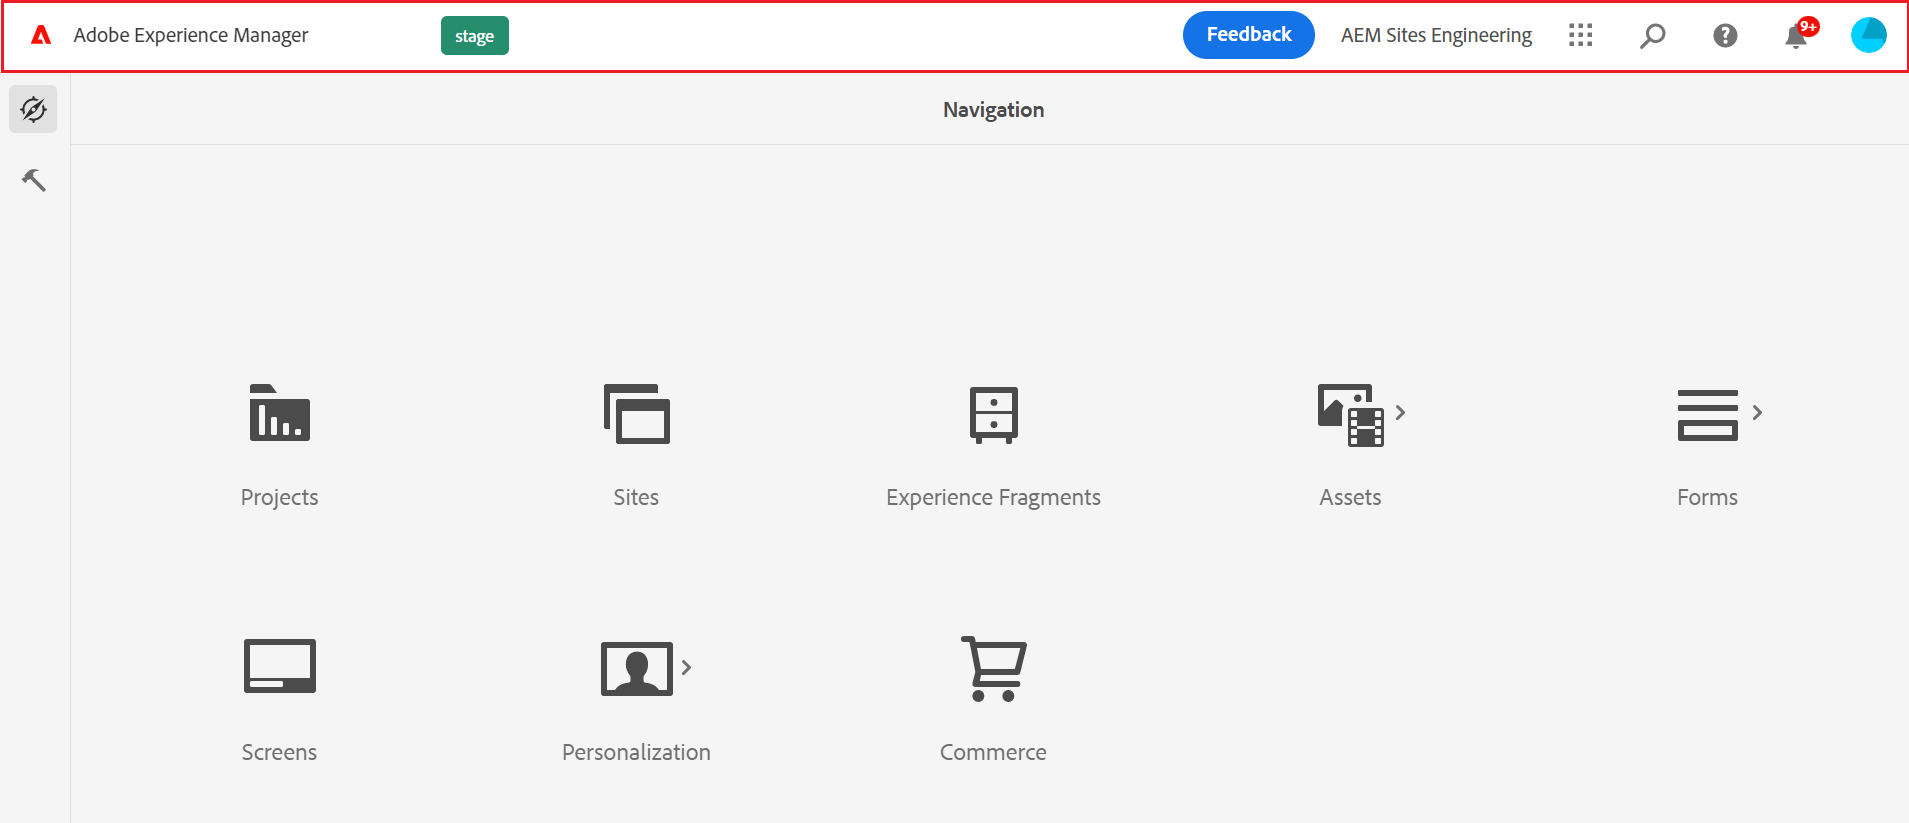 Adobe Experience Manager stage Feedback AEM Sites Engineering 9+
Navigation
Projects Sites Experience Fragments Assets Forms
Screens Personalization Commerce